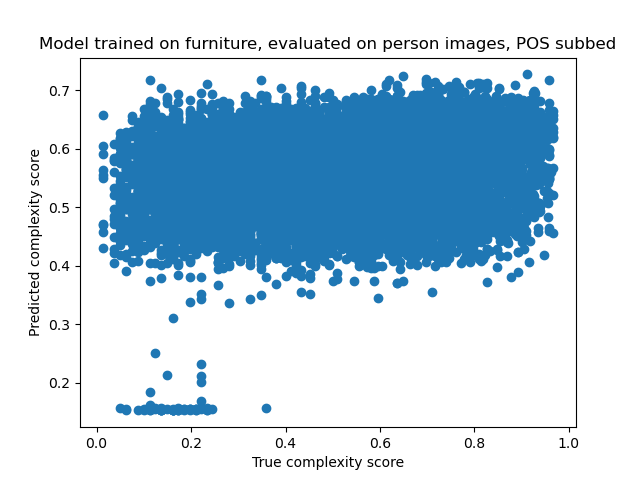 Model trained on furniture, evaluated on person images, POS subbed
Predicted complexity score
0.7
0.6
0.5
0.4
0.3
0.2
0.0 0.2 0.4 0.6 0.8 1.0
True complexity score